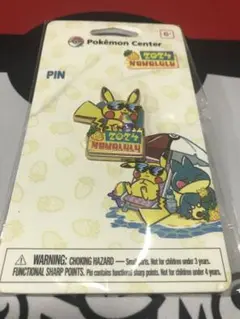 Pokémon Center
6+
2024
HONOLULU
PIN
2024
HONOLULU
WARNING: CHOKING HAZARD — Small parts. Not for children under 3 years.
FUNCTIONAL SHARP POINTS. Pin contains functional sharp points. Not for children under 4 years.